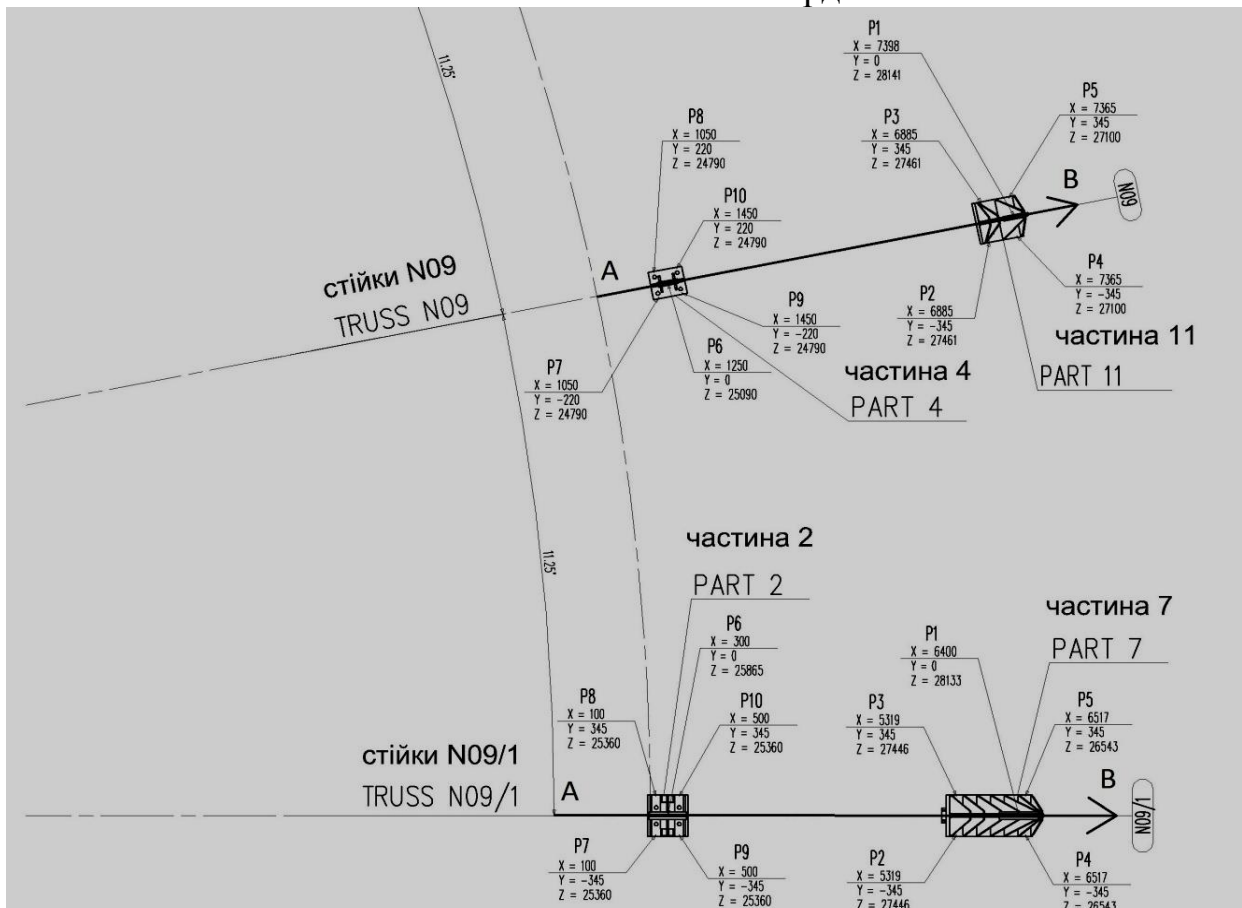 P1
X = 7398
Y = 0
Z = 28141
11.25°
P5
X = 7365
Y = 345
Z = 27100
P8
X = 1050
Y = 220
Z = 24790
P3
X = 6885
Y = 345
Z = 27461
B
N09
P10
X = 1450
Y = 220
Z = 24790
A
стійки N09
TRUSS N09
P4
X = 7365
Y = -345
Z = 27100
P2
X = 6885
Y = -345
Z = 27461
P9
X = 1450
Y = -220
Z = 24790
частина 11
PART 11
P6
X = 1250
Y = 0
Z = 25090
P7
X = 1050
Y = -220
Z = 24790
частина 4
PART 4
11.25°
частина 2
PART 2
частина 7
PART 7
P6
X = 300
Y = 0
Z = 25865
P1
X = 6400
Y = 0
Z = 28133
P8
X = 100
Y = 345
Z = 25360
P10
X = 500
Y = 345
Z = 25360
P3
X = 5319
Y = 345
Z = 27446
P5
X = 6517
Y = 345
Z = 26543
стійки N09/1
TRUSS N09/1
A
B
N09/1
P7
X = 100
Y = -345
Z = 25360
P9
X = 500
Y = -345
Z = 25360
P2
X = 5319
Y = -345
Z = 27446
P4
X = 6517
Y = -345
Z = 26543